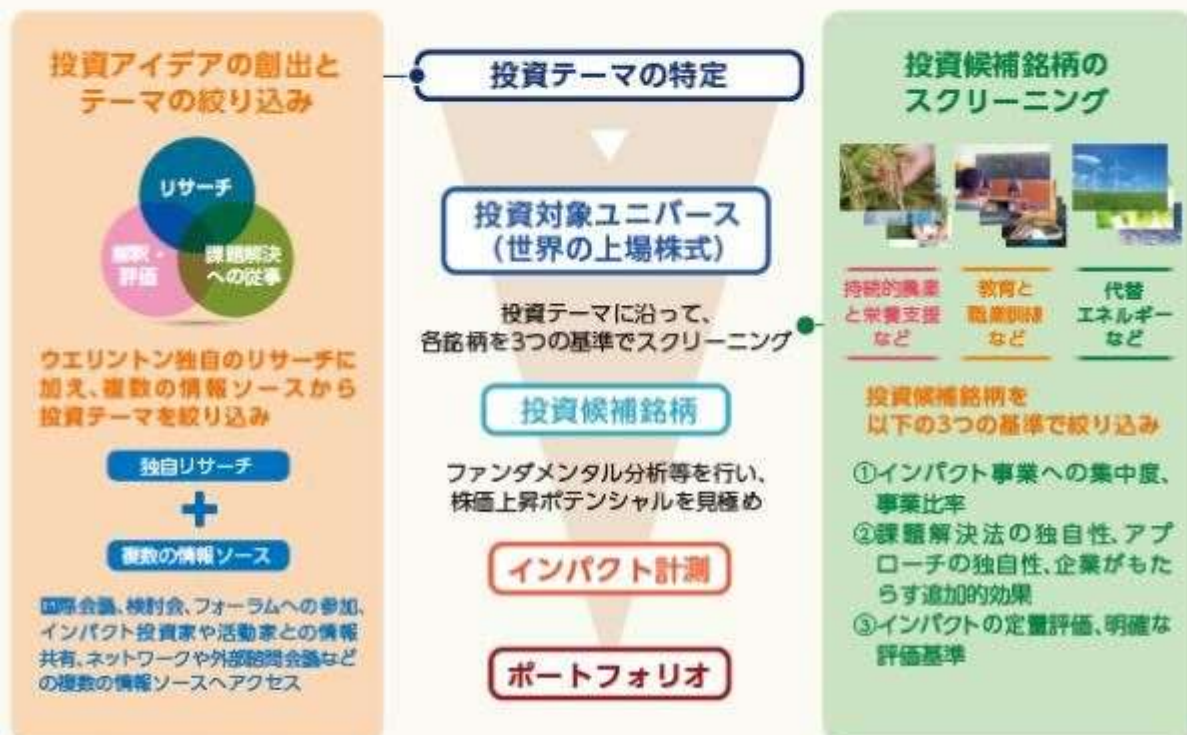 投資アイデアの創出と
テーマの絞り込み
リサーチ
解釈・
評価
課題解決
への従事
ウエリントン独自のリサーチに
加え、複数の情報ソースから
投資テーマを絞り込み
独自リサーチ
+
複数の情報ソース
国際会議、検討会、フォーラムへの参加、
インパクト投資家や活動家との情報
共有、ネットワークや外部諮問会議など
の複数の情報ソースへアクセス
投資テーマの特定
投資対象ユニバース
(世界の上場株式)
投資テーマに沿って、
各銘柄を3つの基準でスクリーニング
投資候補銘柄
ファンダメンタル分析等を行い、
株価上昇ポテンシャルを見極め
インパクト計測
ポートフォリオ
投資候補銘柄の
スクリーニング
持続的農業
と栄養支援
など
教育と
職業訓練
など
代替
エネルギー
など
投資候補銘柄を
以下の3つの基準で絞り込み
①インパクト事業への集中度、
事業比率
②課題解決法の独自性、アプ
ローチの独自性、企業がもた
らす追加的効果
③インパクトの定量評価、明確な
評価基準